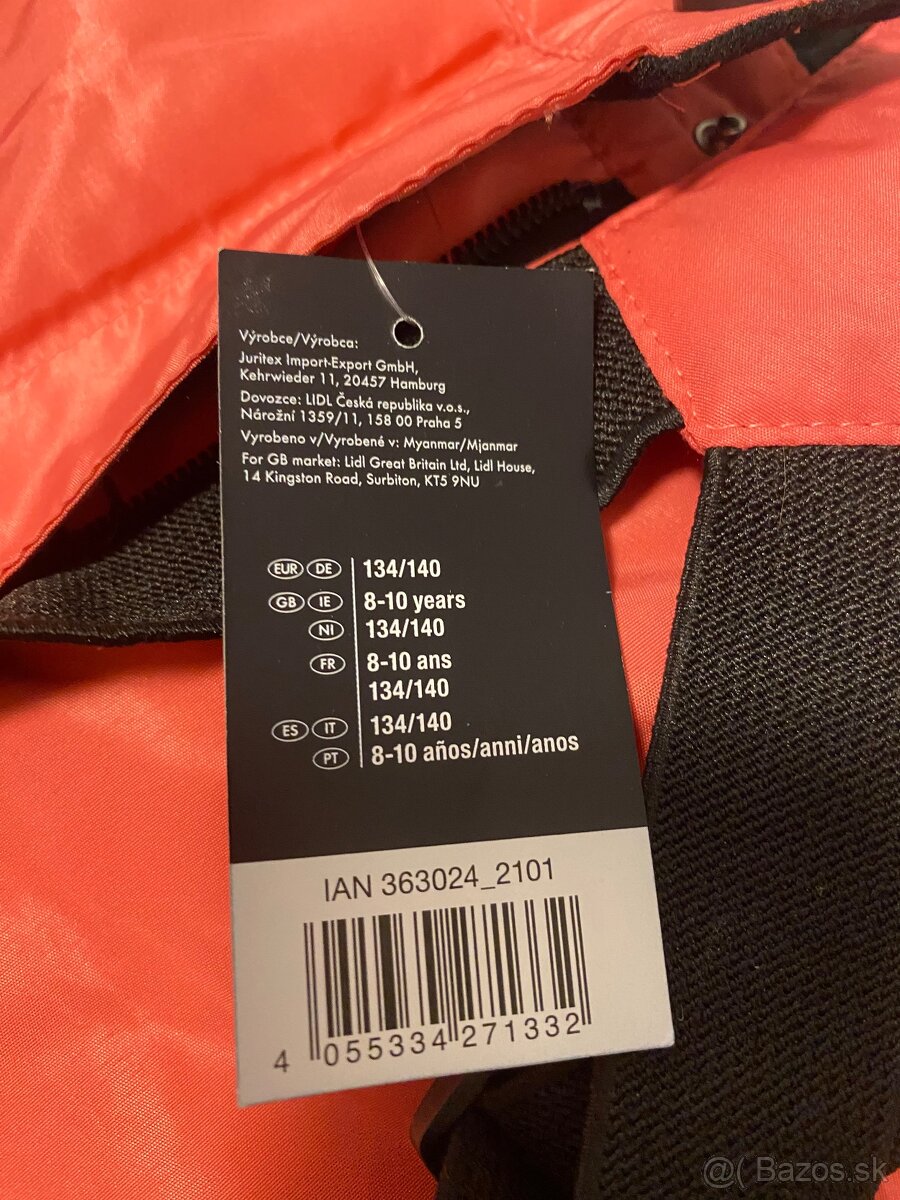 Výrobce/Výrobca:
Juritex Import-Export GmbH,
Kehrwieder 11, 20457 Hamburg
Dovozce: LIDL Česká republika v.o.s.,
Nárožní 1359/11, 158 00 Praha 5
Vyrobeno v/Vyrobené v: Myanmar/Mjanmar
For GB market: Lidl Great Britain Ltd, Lidl House,
14 Kingston Road, Surbiton, KT5 9NU
EUR DE 134/140
GB IE 8-10 years
NI 134/140
FR 8-10 ans
134/140
ES IT 134/140
PT 8-10 años/anni/anos
IAN 363024_2101
4 055334 271332
@( Bazos.sk